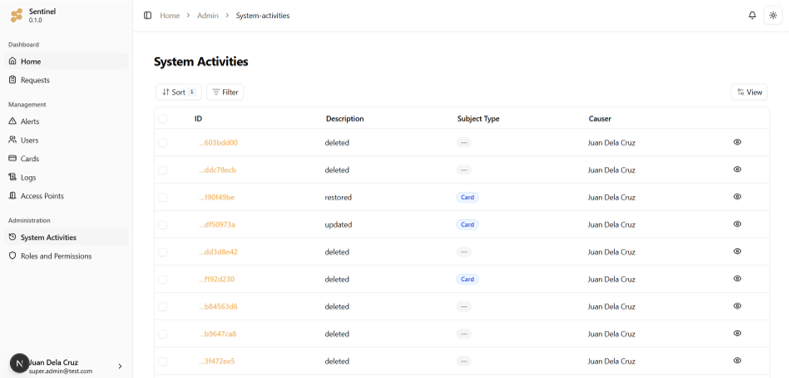 Sentinel
0.1.0
Dashboard
Home
Requests
Management
Alerts
Users
Cards
Logs
Access Points
Administration
System Activities
Roles and Permissions
N
Juan Dela Cruz
super.admin@test.com
Home > Admin > System-activities
System Activities
Sort 1 Filter View
ID Description Subject Type Causer
...603bdd00 deleted — Juan Dela Cruz
...ddc78ecb deleted — Juan Dela Cruz
...f90f49be restored Card Juan Dela Cruz
...df50973a updated Card Juan Dela Cruz
...dd3d8e42 deleted — Juan Dela Cruz
...f192d230 deleted Card Juan Dela Cruz
...b84563d6 deleted — Juan Dela Cruz
...b9647ca8 deleted — Juan Dela Cruz
...3f472ae5 deleted — Juan Dela Cruz